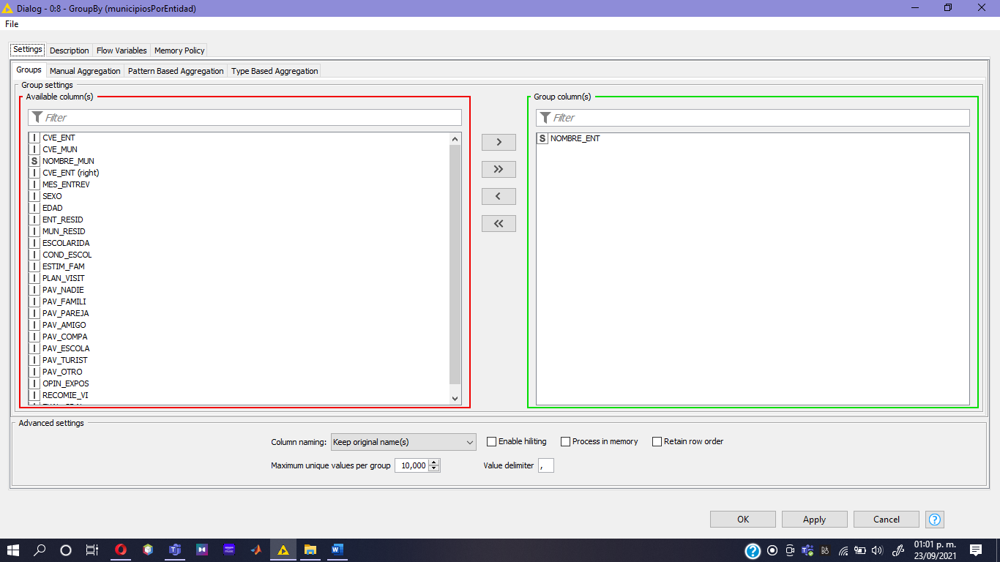 Dialog - 0:8 - GroupBy (municipiosPorEntidad)
File
Settings Description Flow Variables Memory Policy
Groups Manual Aggregation Pattern Based Aggregation Type Based Aggregation
Group settings
Available column(s)
Filter
I CVE_ENT
I CVE_MUN
S NOMBRE_MUN
I CVE_ENT (right)
I MES_ENTREV
I SEXO
I EDAD
I ENT_RESID
I MUN_RESID
I ESCOLARIDA
I COND_ESCOL
I ESTIM_FAM
I PLAN_VISIT
I PAV_NADIE
I PAV_FAMILI
I PAV_PAREJA
I PAV_AMIGO
I PAV_COMPA
I PAV_ESCOLA
I PAV_TURIST
I PAV_OTRO
I OPIN_EXPOS
I RECOMIE_VI
>
>>
<
<<
Group column(s)
Filter
S NOMBRE_ENT
Advanced settings
Column naming: Keep original name(s) Enable hiliting Process in memory Retain row order
Maximum unique values per group 10,000 Value delimiter ,
OK Apply Cancel ?
01:01 p. m.
23/09/2021